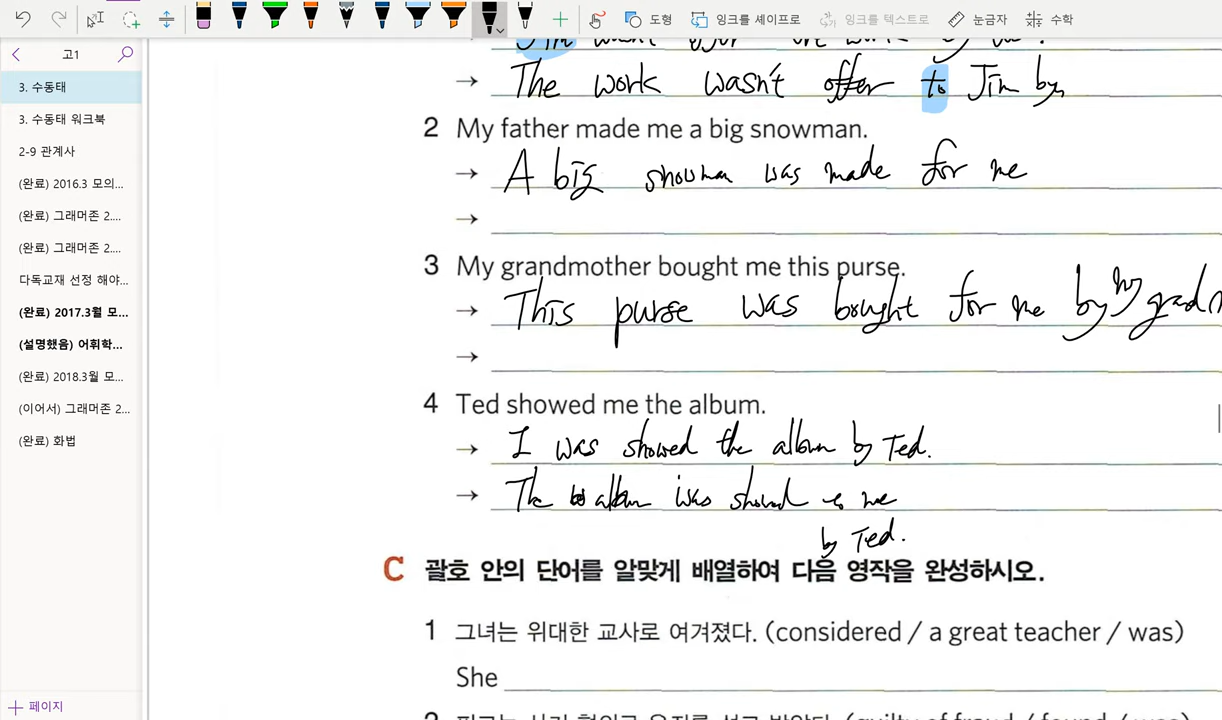 도형 잉크를 셰이프로 잉크를 텍스트로 눈금자 수학
고1
3. 수동태
3. 수동태 워크북
2-9 관계사
(완료) 2016.3 모의...
(완료) 그래머존 2....
(완료) 그래머존 2....
다독교재 선정 해야...
(완료) 2017.3월 모...
(설명했음) 어휘학...
(완료) 2018.3월 모...
(이어서) 그래머존 2...
(완료) 화법
페이지
→ The work wasn't offer to Jim by
2 My father made me a big snowman.
→ A big snowman was made for me
→
3 My grandmother bought me this purse.
→ This purse was bought for me by my
→
4 Ted showed me the album.
→ I was showed the album by Ted.
→ The album was showed to me
by Ted.
C 괄호 안의 단어를 알맞게 배열하여 다음 영작을 완성하시오.
1 그녀는 위대한 교사로 여겨졌다. (considered / a great teacher / was)
She